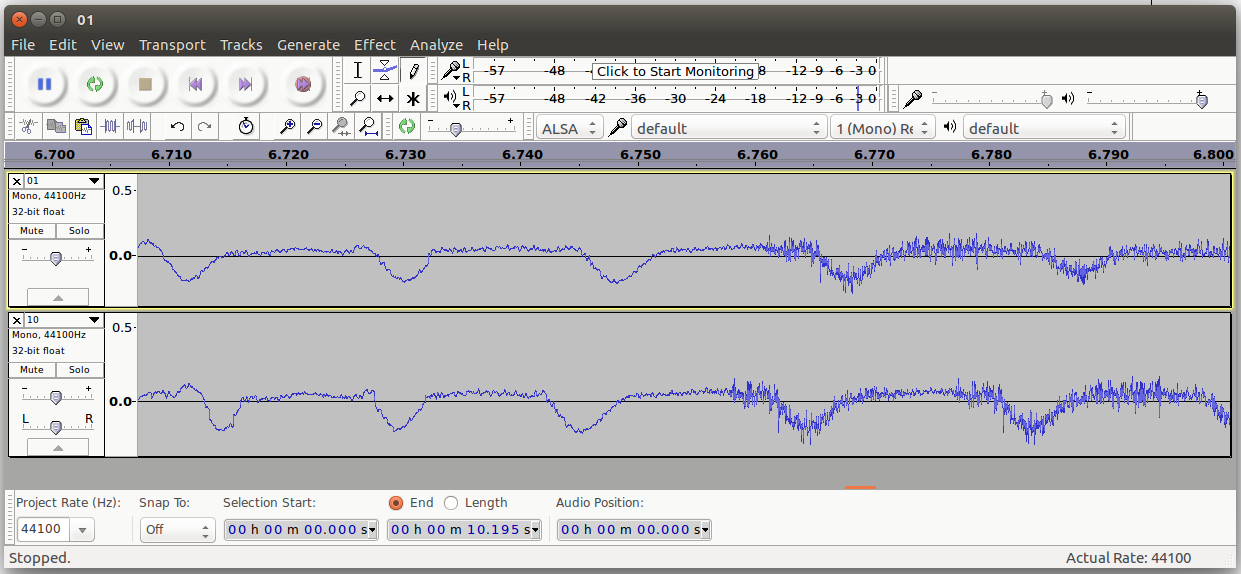 01
File Edit View Transport Tracks Generate Effect Analyze Help
L R -57 -48 -4 Click to Start Monitoring 8 -12 -9 -6 -3 0
L R -57 -48 -42 -36 -30 -24 -18 -12 -9 -6 -3 0
- + ALSA default 1 (Mono) Re default
6.700 6.710 6.720 6.730 6.740 6.750 6.760 6.770 6.780 6.790 6.800
01
Mono, 44100Hz
32-bit float
Mute Solo
- +
0.5-
0.0-
10
Mono, 44100Hz
32-bit float
Mute Solo
- +
L R
0.5-
0.0-
Project Rate (Hz): Snap To: Selection Start: End Length Audio Position:
44100 Off 00 h 00 m 00.000 s 00 h 00 m 10.195 s 00 h 00 m 00.000 s
Stopped. Actual Rate: 44100